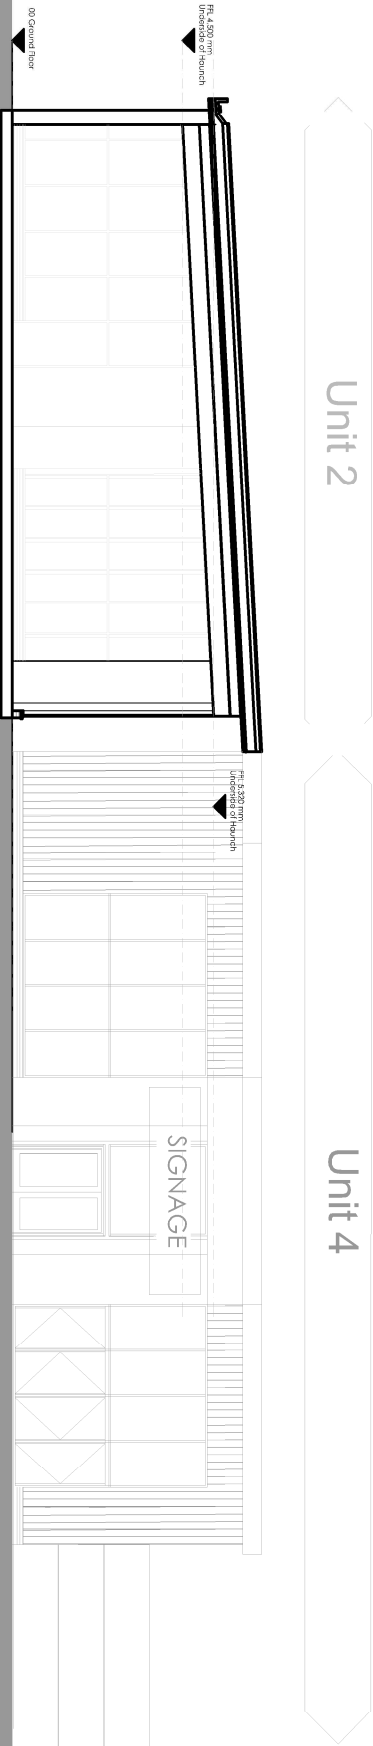 FFL 4.500 mm
Underside of Haunch
00 Ground Floor
Unit 2
FFL 5.320 mm
Underside of Haunch
Unit 4
SIGNAGE